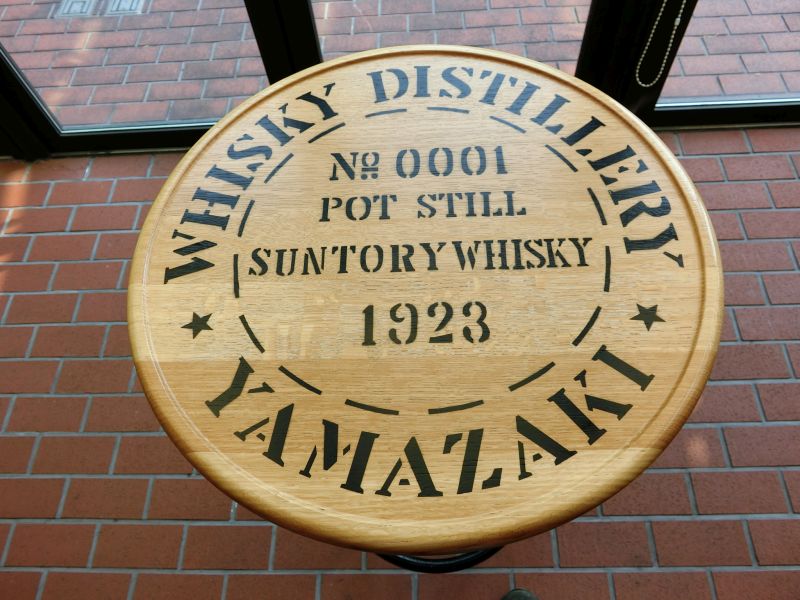 WHISKY DISTILLERY
Nº 0001
POT STILL
SUNTORY WHISKY
1923
YAMAZAKI